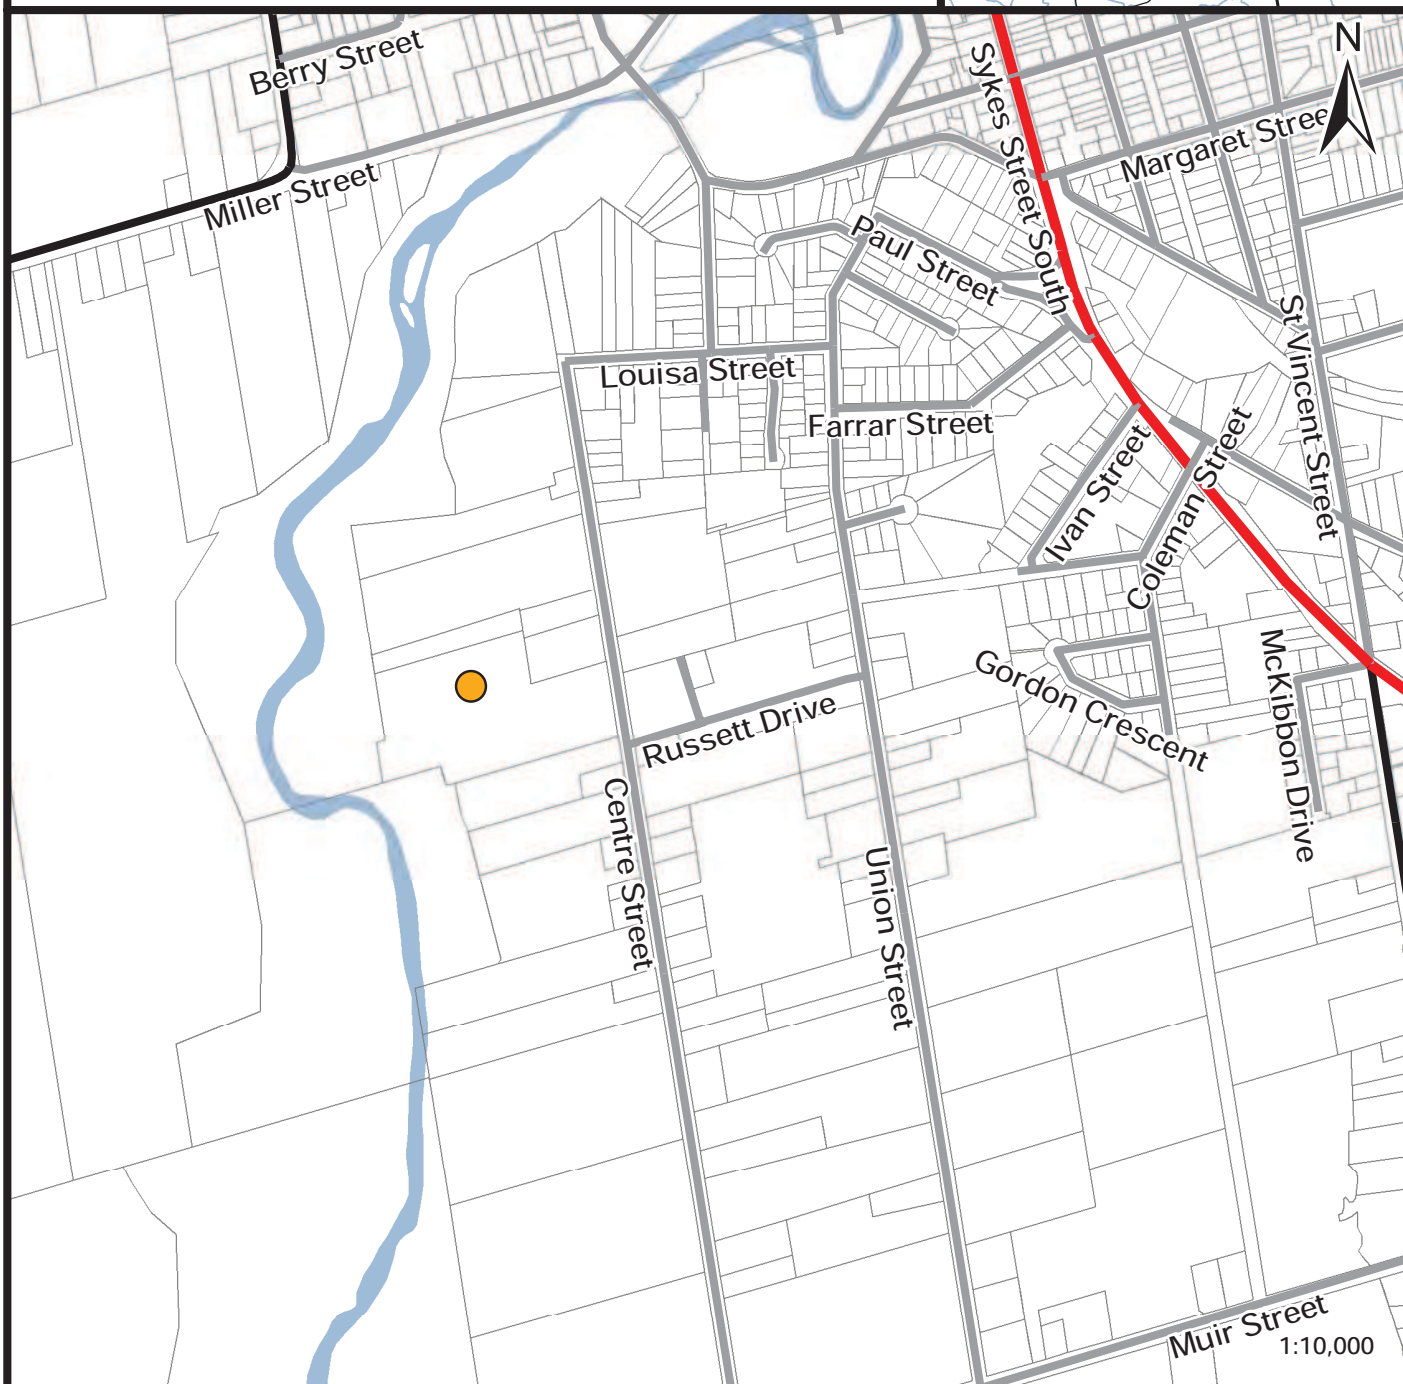 Berry Street
N
Sykes Street South
Margaret Stree
Miller Street
Paul Street
St Vincent Street
Louisa Street
Farrar Street
Ivan Street
Coleman Street
Gordon Crescent
McKibbon Drive
Russett Drive
Centre Street
Union Street
Muir Street
1:10,000